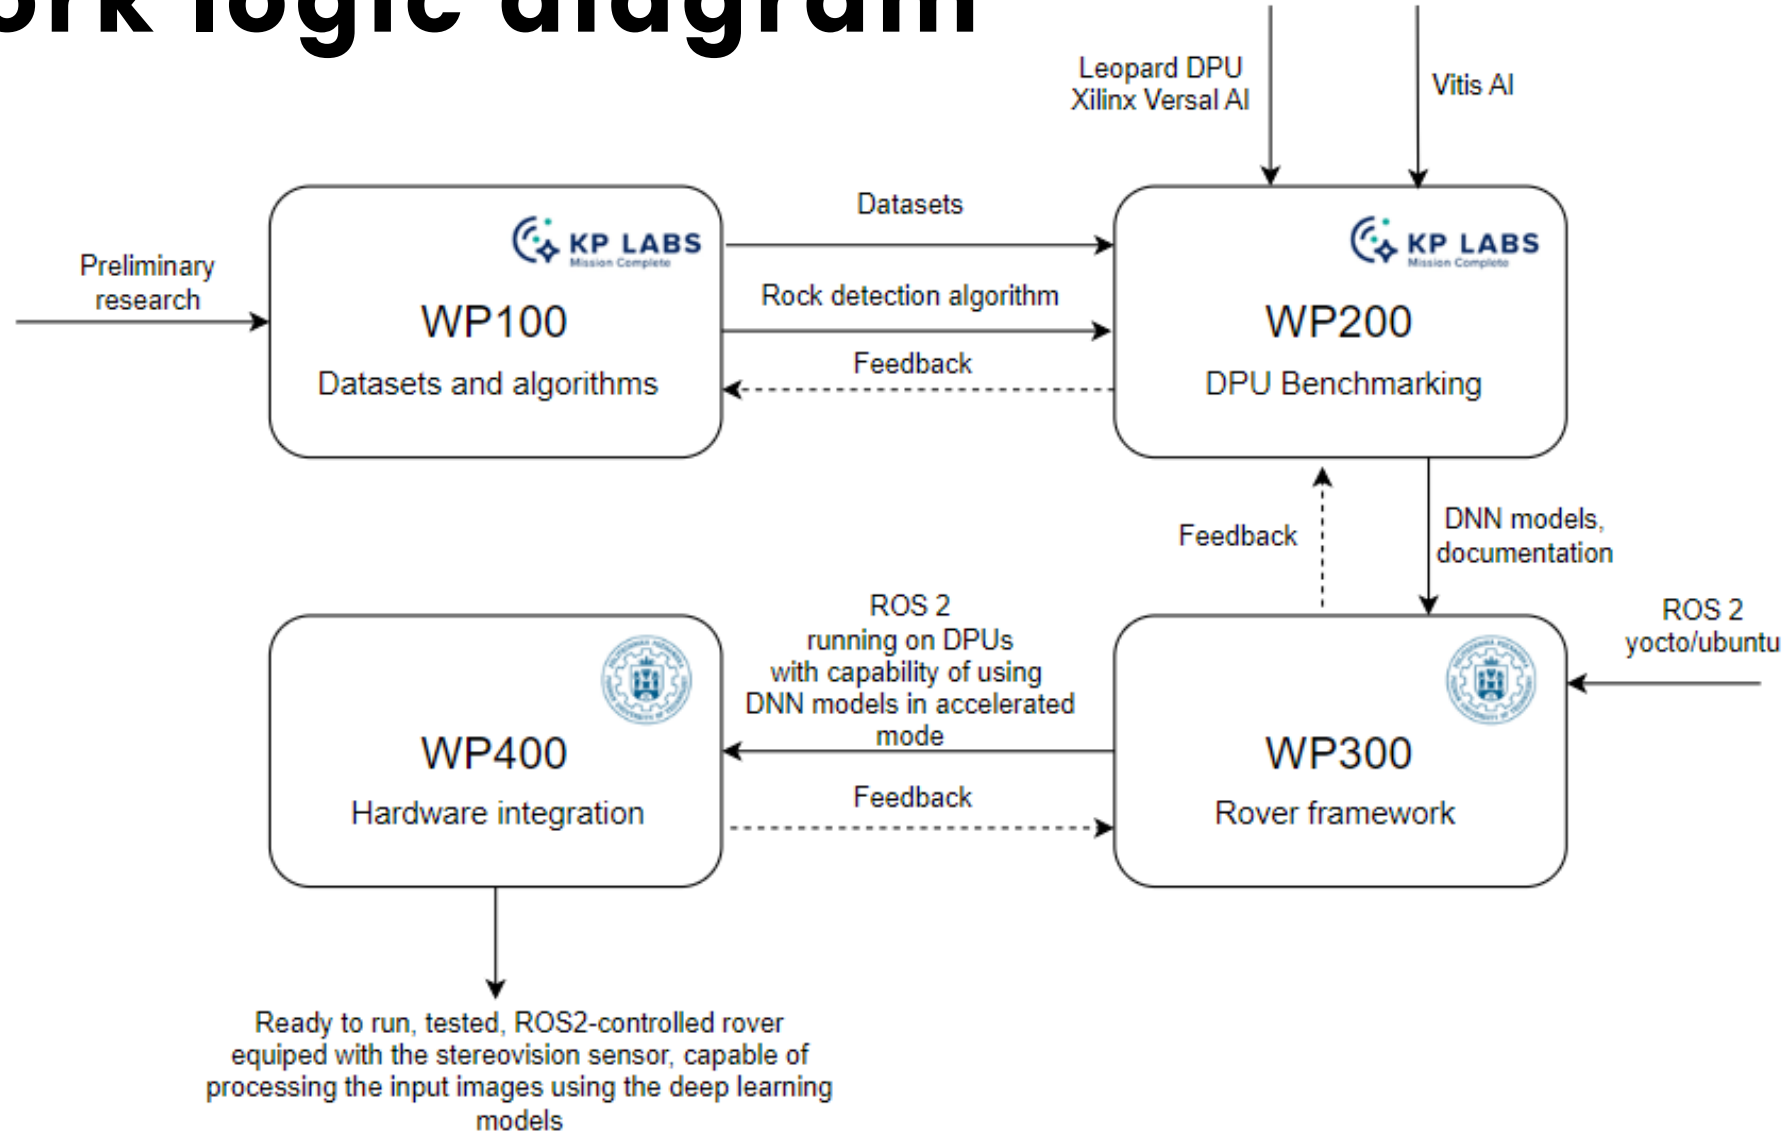 ork logic diagram
Leopard DPU
Xilinx Versal AI
Vitis AI
Preliminary
research
KP LABS
Mission Complete
WP100
Datasets and algorithms
Datasets
Rock detection algorithm
Feedback
KP LABS
Mission Complete
WP200
DPU Benchmarking
Feedback
DNN models,
documentation
WP400
Hardware integration
ROS 2
running on DPUs
with capability of using
DNN models in accelerated
mode
Feedback
WP300
Rover framework
ROS 2
yocto/ubuntu
Ready to run, tested, ROS2-controlled rover
equiped with the stereovision sensor, capable of
processing the input images using the deep learning
models